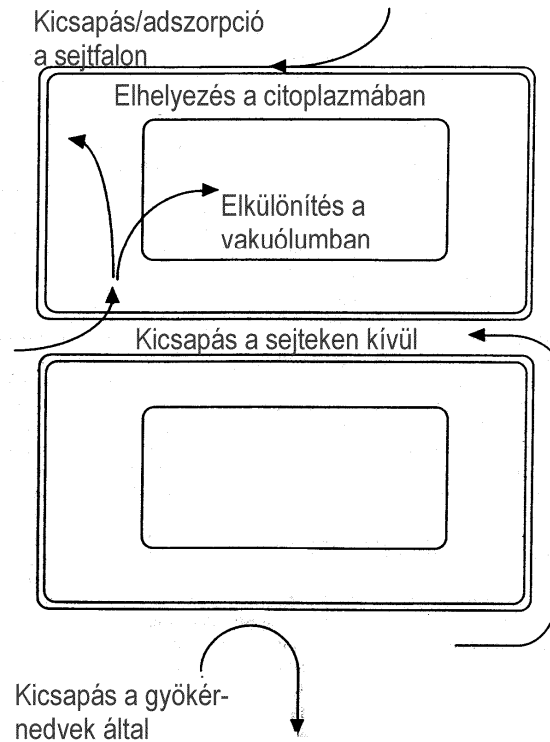 Kicsapás/adszorpció
a sejtfalon
Elhelyezés a citoplazmában
Elkülönítés a
vakuólumban
Kicsapás a sejteken kívül
Kicsapás a gyökér-
nedvek által